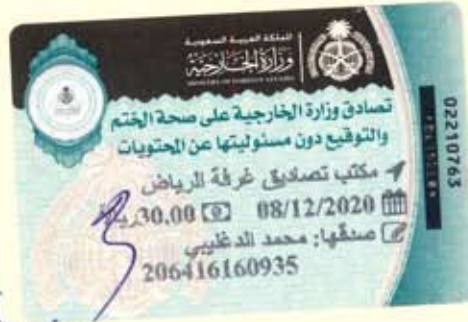 المملكة العربية السعودية
وزارة الخارجية
MINISTRY OF FOREIGN AFFAIRS
تصادق وزارة الخارجية على صحة الختم
والتوقيع دون مسئوليتها عن المحتويات
مكتب تصاديق غرفة الرياض
08/12/2020 30.00
صدقها: محمد الدغليبي
206416160935
02210763